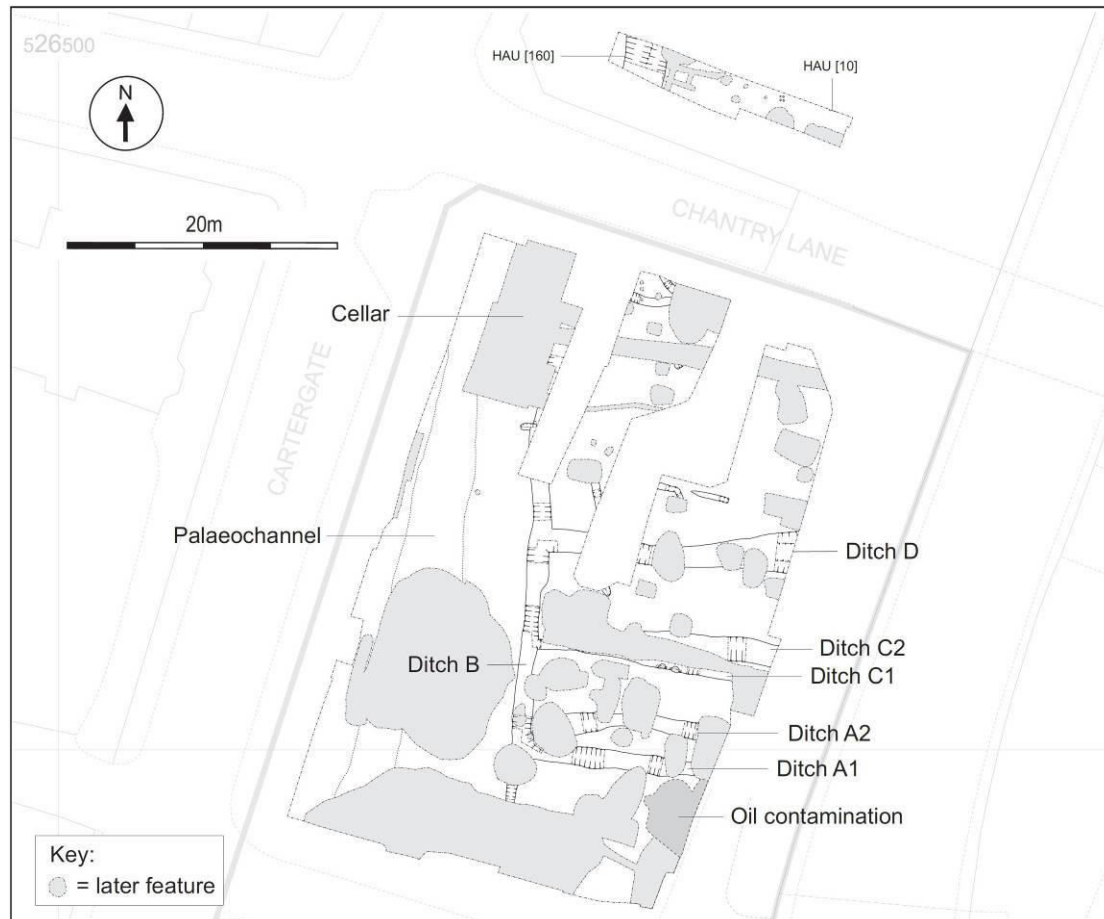 526500
HAU [160]
HAU [10]
N
20m
CHANTRY LANE
Cellar
CARTERGATE
Palaeochannel
Ditch D
Ditch C2
Ditch B
Ditch C1
Ditch A2
Ditch A1
Oil contamination
Key:
= later feature